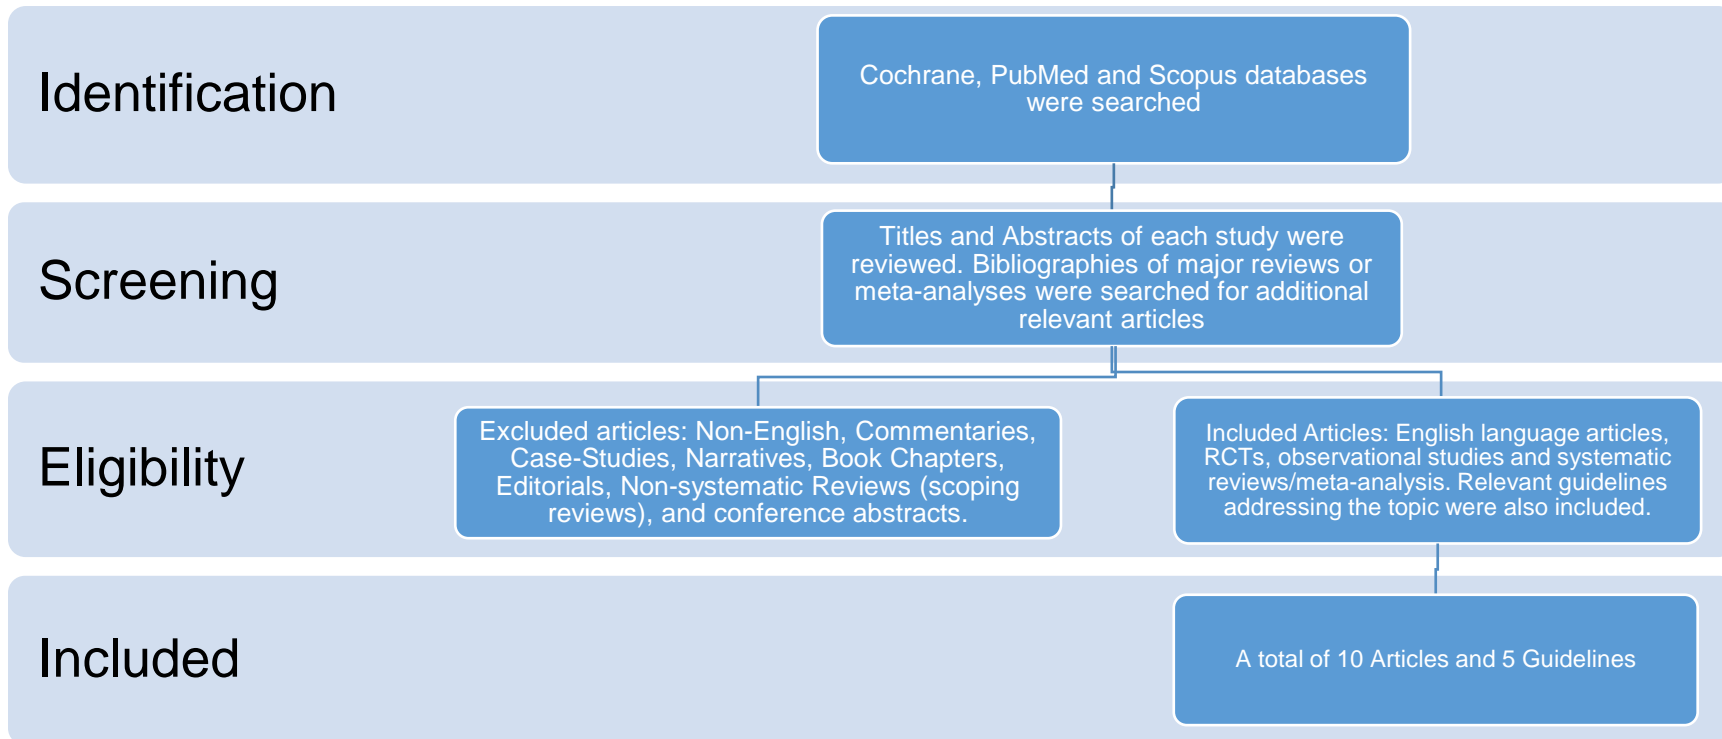 Identification
Cochrane, PubMed and Scopus databases
were searched
Screening
Titles and Abstracts of each study were
reviewed. Bibliographies of major reviews or
meta-analyses were searched for additional
relevant articles
Eligibility
Excluded articles: Non-English, Commentaries,
Case-Studies, Narratives, Book Chapters,
Editorials, Non-systematic Reviews (scoping
reviews), and conference abstracts.
Included Articles: English language articles,
RCTs, observational studies and systematic
reviews/meta-analysis. Relevant guidelines
addressing the topic were also included.
Included
A total of 10 Articles and 5 Guidelines